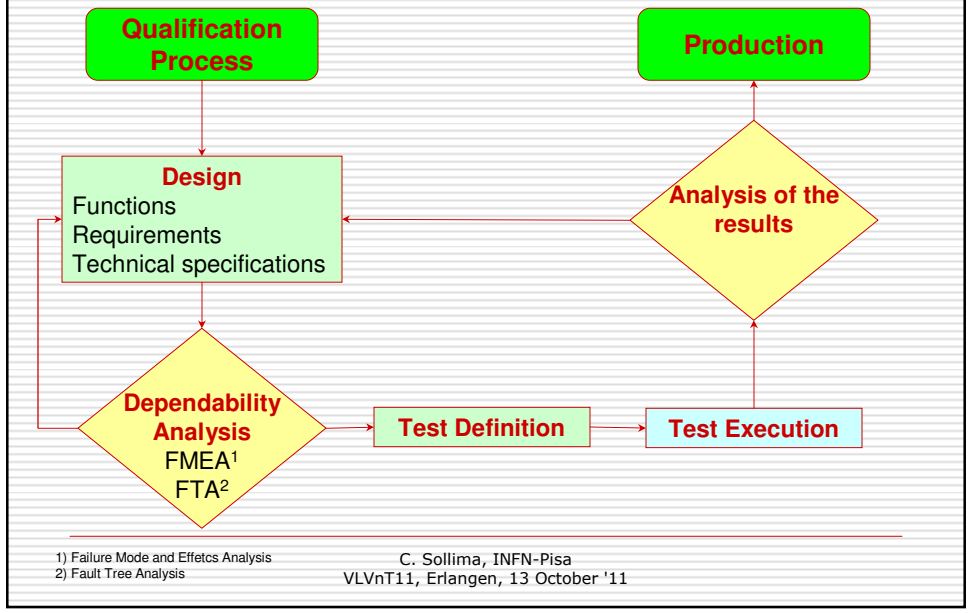 Qualification
Process
Production
Design
Functions
Requirements
Technical specifications
Analysis of the
results
Dependability
Analysis
FMEA¹
FTA²
Test Definition
Test Execution
1) Failure Mode and Effetcs Analysis
2) Fault Tree Analysis
C. Sollima, INFN-Pisa
VLVnT11, Erlangen, 13 October '11